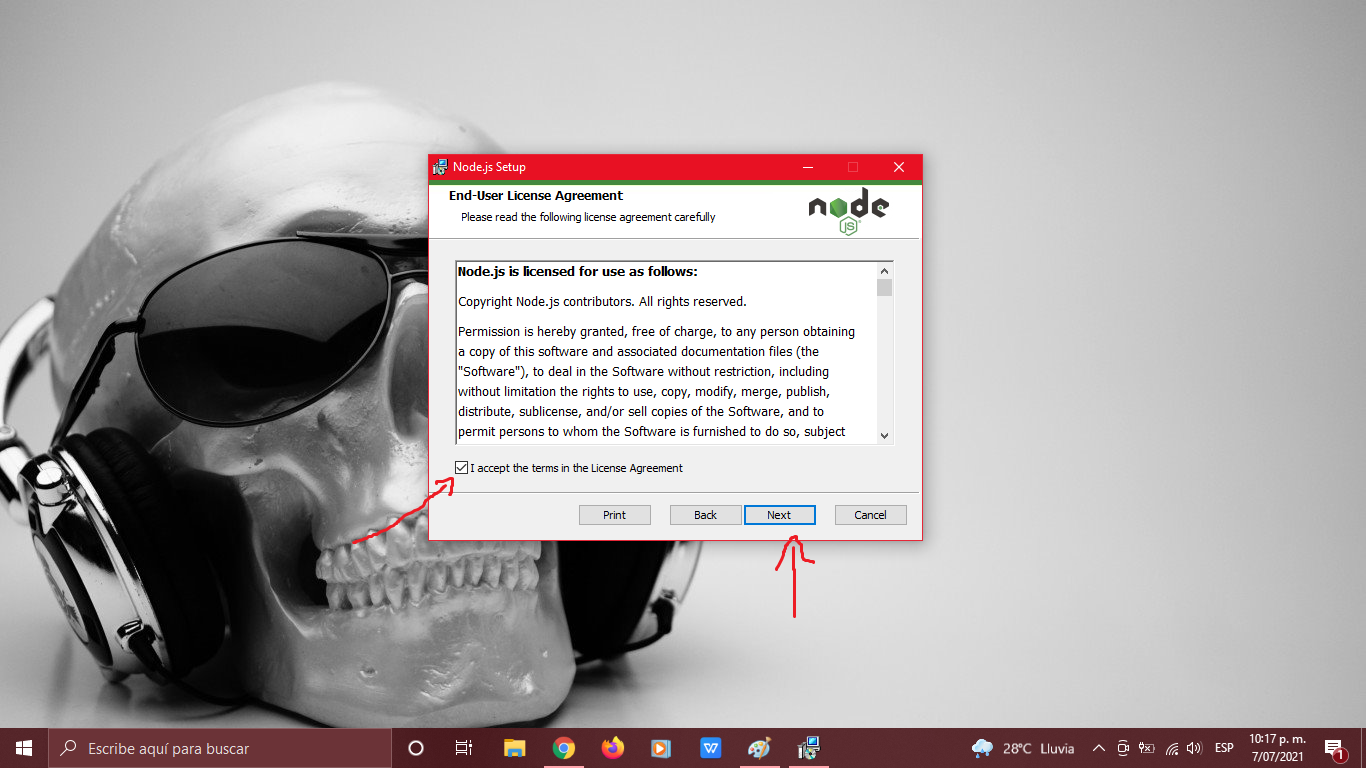 Node.js Setup
End-User License Agreement
Please read the following license agreement carefully
node
JS
Node.js is licensed for use as follows:
Copyright Node.js contributors. All rights reserved.
Permission is hereby granted, free of charge, to any person obtaining
a copy of this software and associated documentation files (the
"Software"), to deal in the Software without restriction, including
without limitation the rights to use, copy, modify, merge, publish,
distribute, sublicense, and/or sell copies of the Software, and to
permit persons to whom the Software is furnished to do so, subject
I accept the terms in the License Agreement
Print Back Next Cancel
Escribe aquí para buscar
28°C Lluvia
ESP
10:17 p. m.
7/07/2021
1